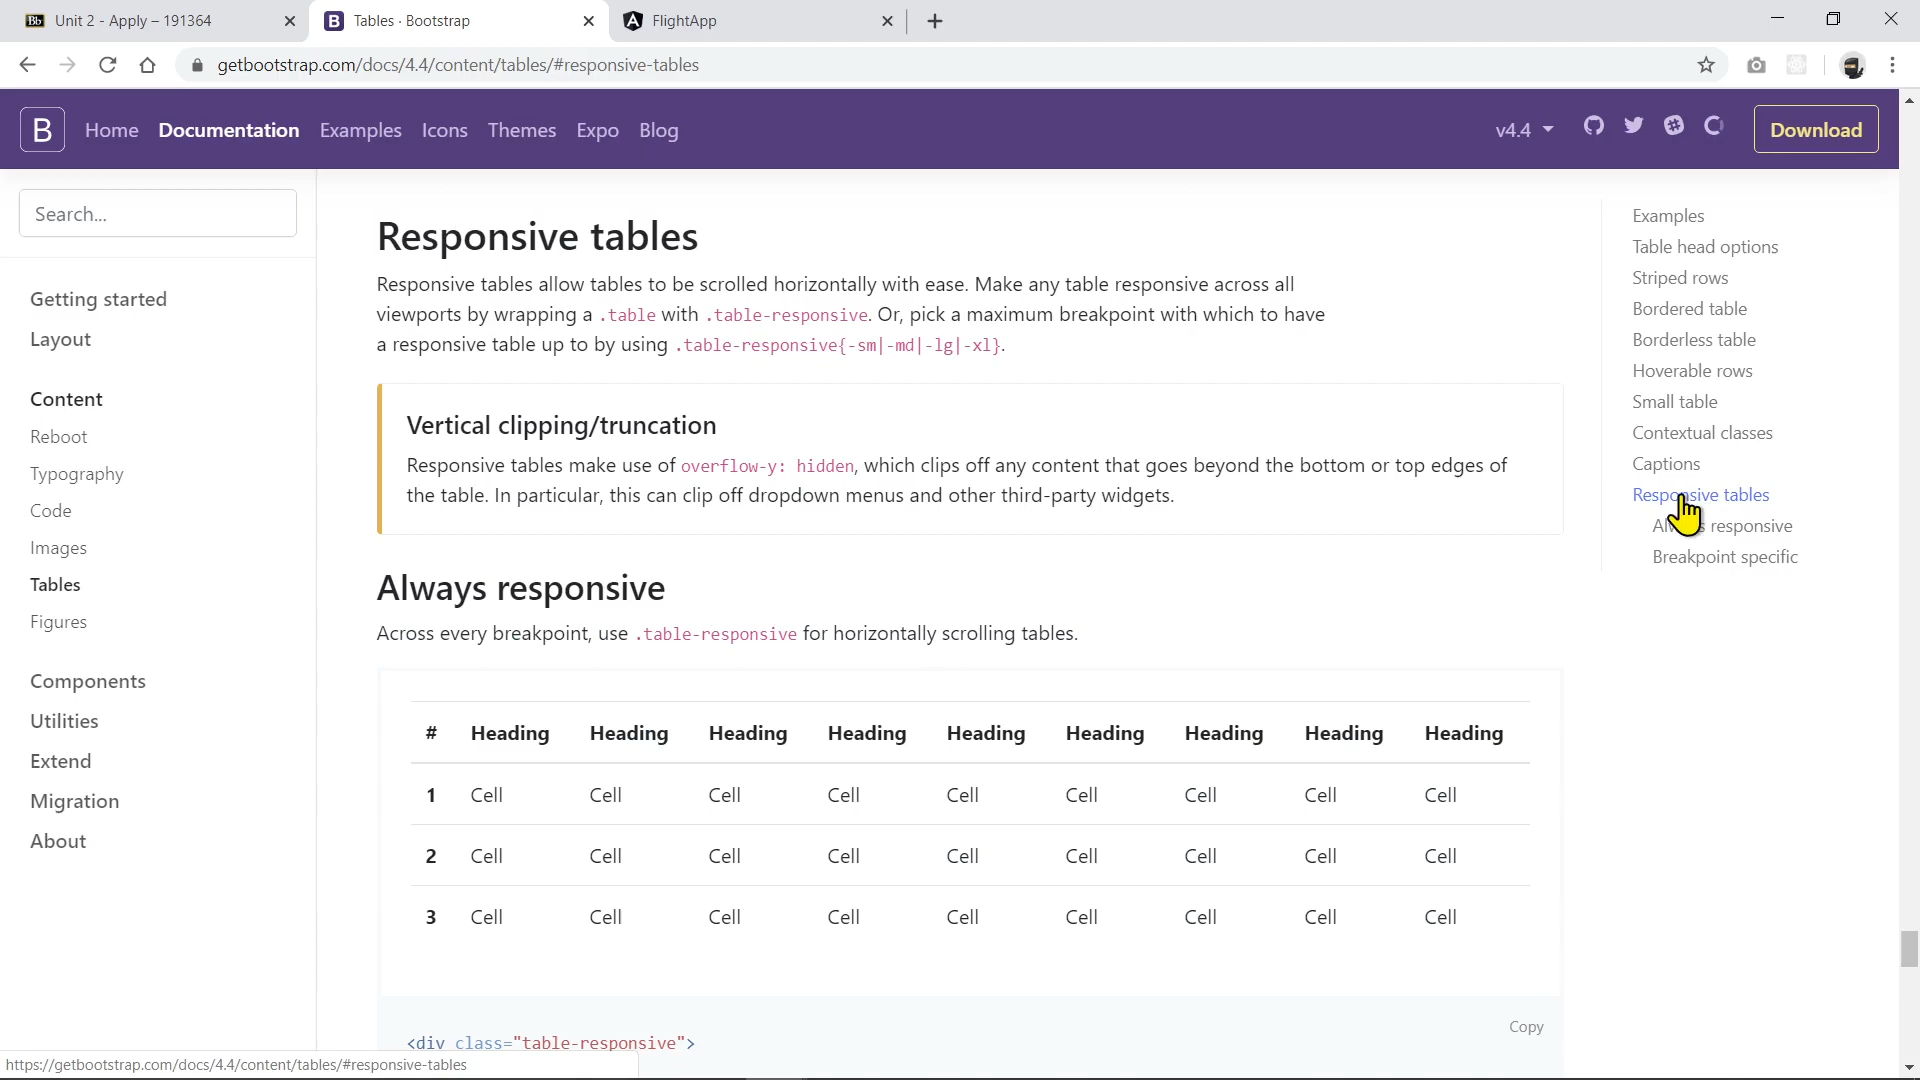 Bb Unit 2 - Apply – 191364
B Tables · Bootstrap
A FlightApp
getbootstrap.com/docs/4.4/content/tables/#responsive-tables
B Home Documentation Examples Icons Themes Expo Blog v4.4 Download
Search...
Getting started
Layout
Content
Reboot
Typography
Code
Images
Tables
Figures
Components
Utilities
Extend
Migration
About
Responsive tables
Responsive tables allow tables to be scrolled horizontally with ease. Make any table responsive across all
viewports by wrapping a .table with .table-responsive. Or, pick a maximum breakpoint with which to have
a responsive table up to by using .table-responsive{-sm|-md|-lg|-xl}.
Vertical clipping/truncation
Responsive tables make use of overflow-y: hidden, which clips off any content that goes beyond the bottom or top edges of
the table. In particular, this can clip off dropdown menus and other third-party widgets.
Always responsive
Across every breakpoint, use .table-responsive for horizontally scrolling tables.
# Heading Heading Heading Heading Heading Heading Heading Heading Heading
1 Cell Cell Cell Cell Cell Cell Cell Cell Cell
2 Cell Cell Cell Cell Cell Cell Cell Cell Cell
3 Cell Cell Cell Cell Cell Cell Cell Cell Cell
Copy
<div class="table-responsive">
Examples
Table head options
Striped rows
Bordered table
Borderless table
Hoverable rows
Small table
Contextual classes
Captions
Responsive tables
Always responsive
Breakpoint specific
https://getbootstrap.com/docs/4.4/content/tables/#responsive-tables